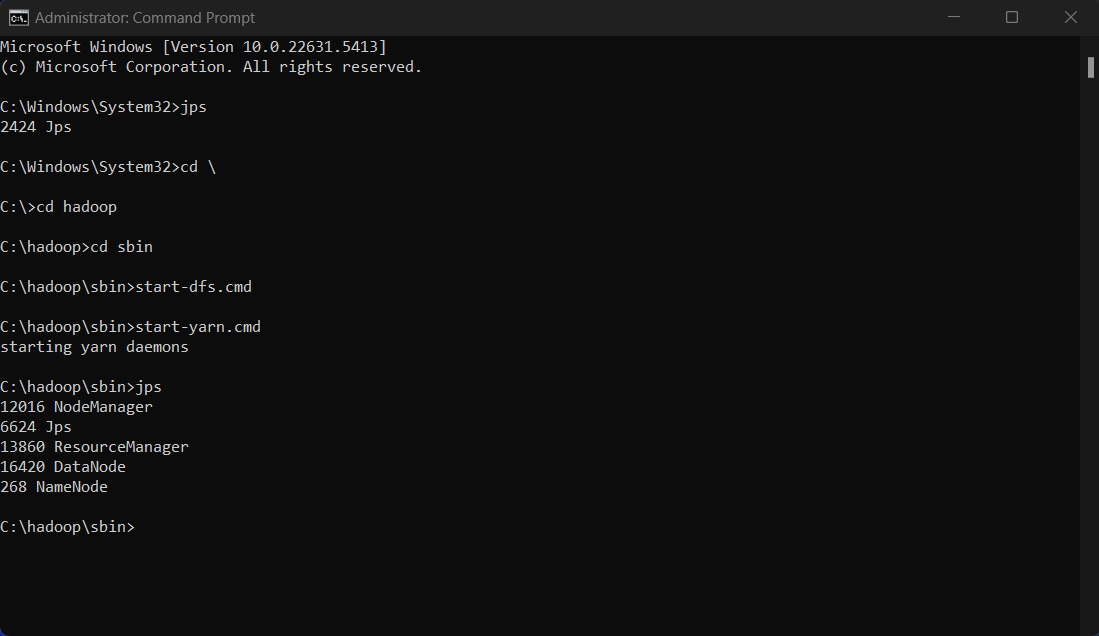 Administrator: Command Prompt
Microsoft Windows [Version 10.0.22631.5413]
(c) Microsoft Corporation. All rights reserved.
C:\Windows\System32>jps
2424 Jps
C:\Windows\System32>cd \
C:\>cd hadoop
C:\hadoop>cd sbin
C:\hadoop\sbin>start-dfs.cmd
C:\hadoop\sbin>start-yarn.cmd
starting yarn daemons
C:\hadoop\sbin>jps
12016 NodeManager
6624 Jps
13860 ResourceManager
16420 DataNode
268 NameNode
C:\hadoop\sbin>